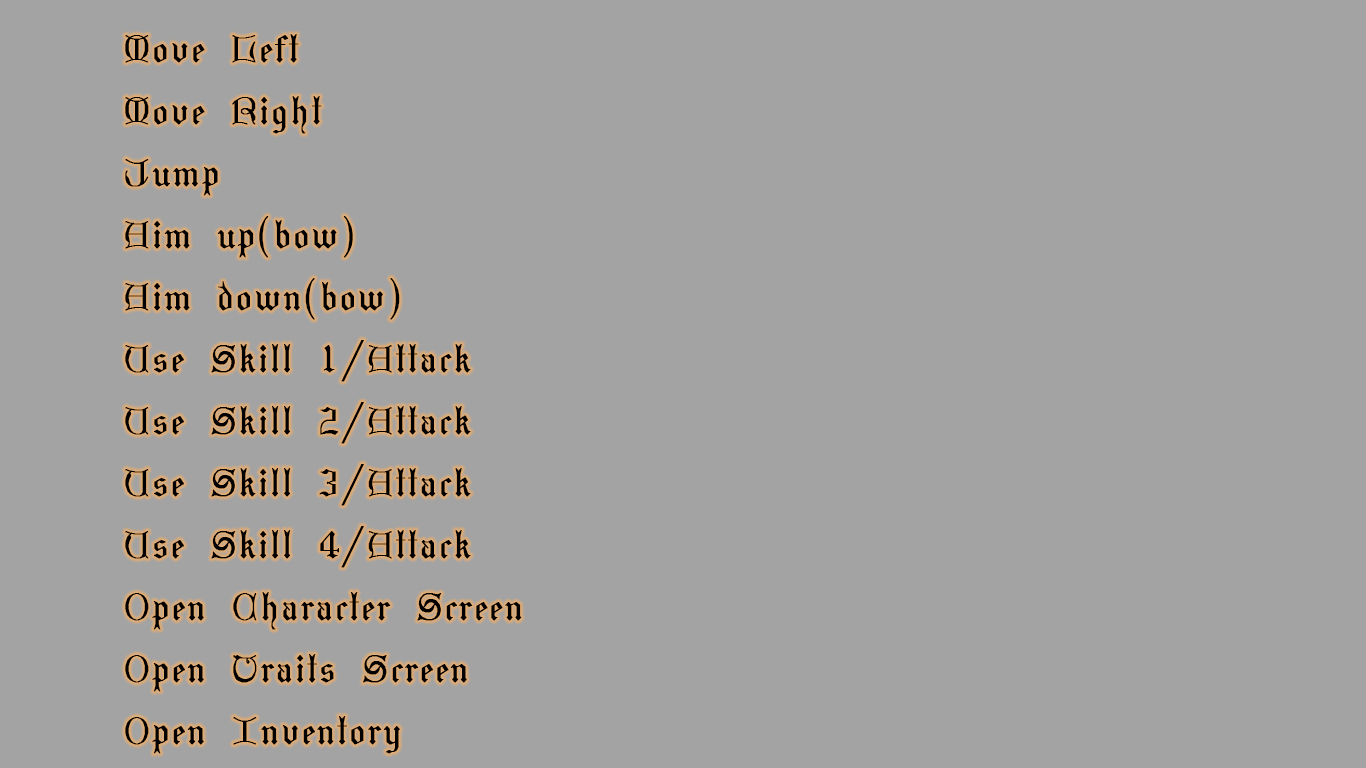 Move Left
Move Right
Jump
Aim up(bow)
Aim down(bow)
Use Skill 1/Attack
Use Skill 2/Attack
Use Skill 3/Attack
Use Skill 4/Attack
Open Character Screen
Open Traits Screen
Open Inventory